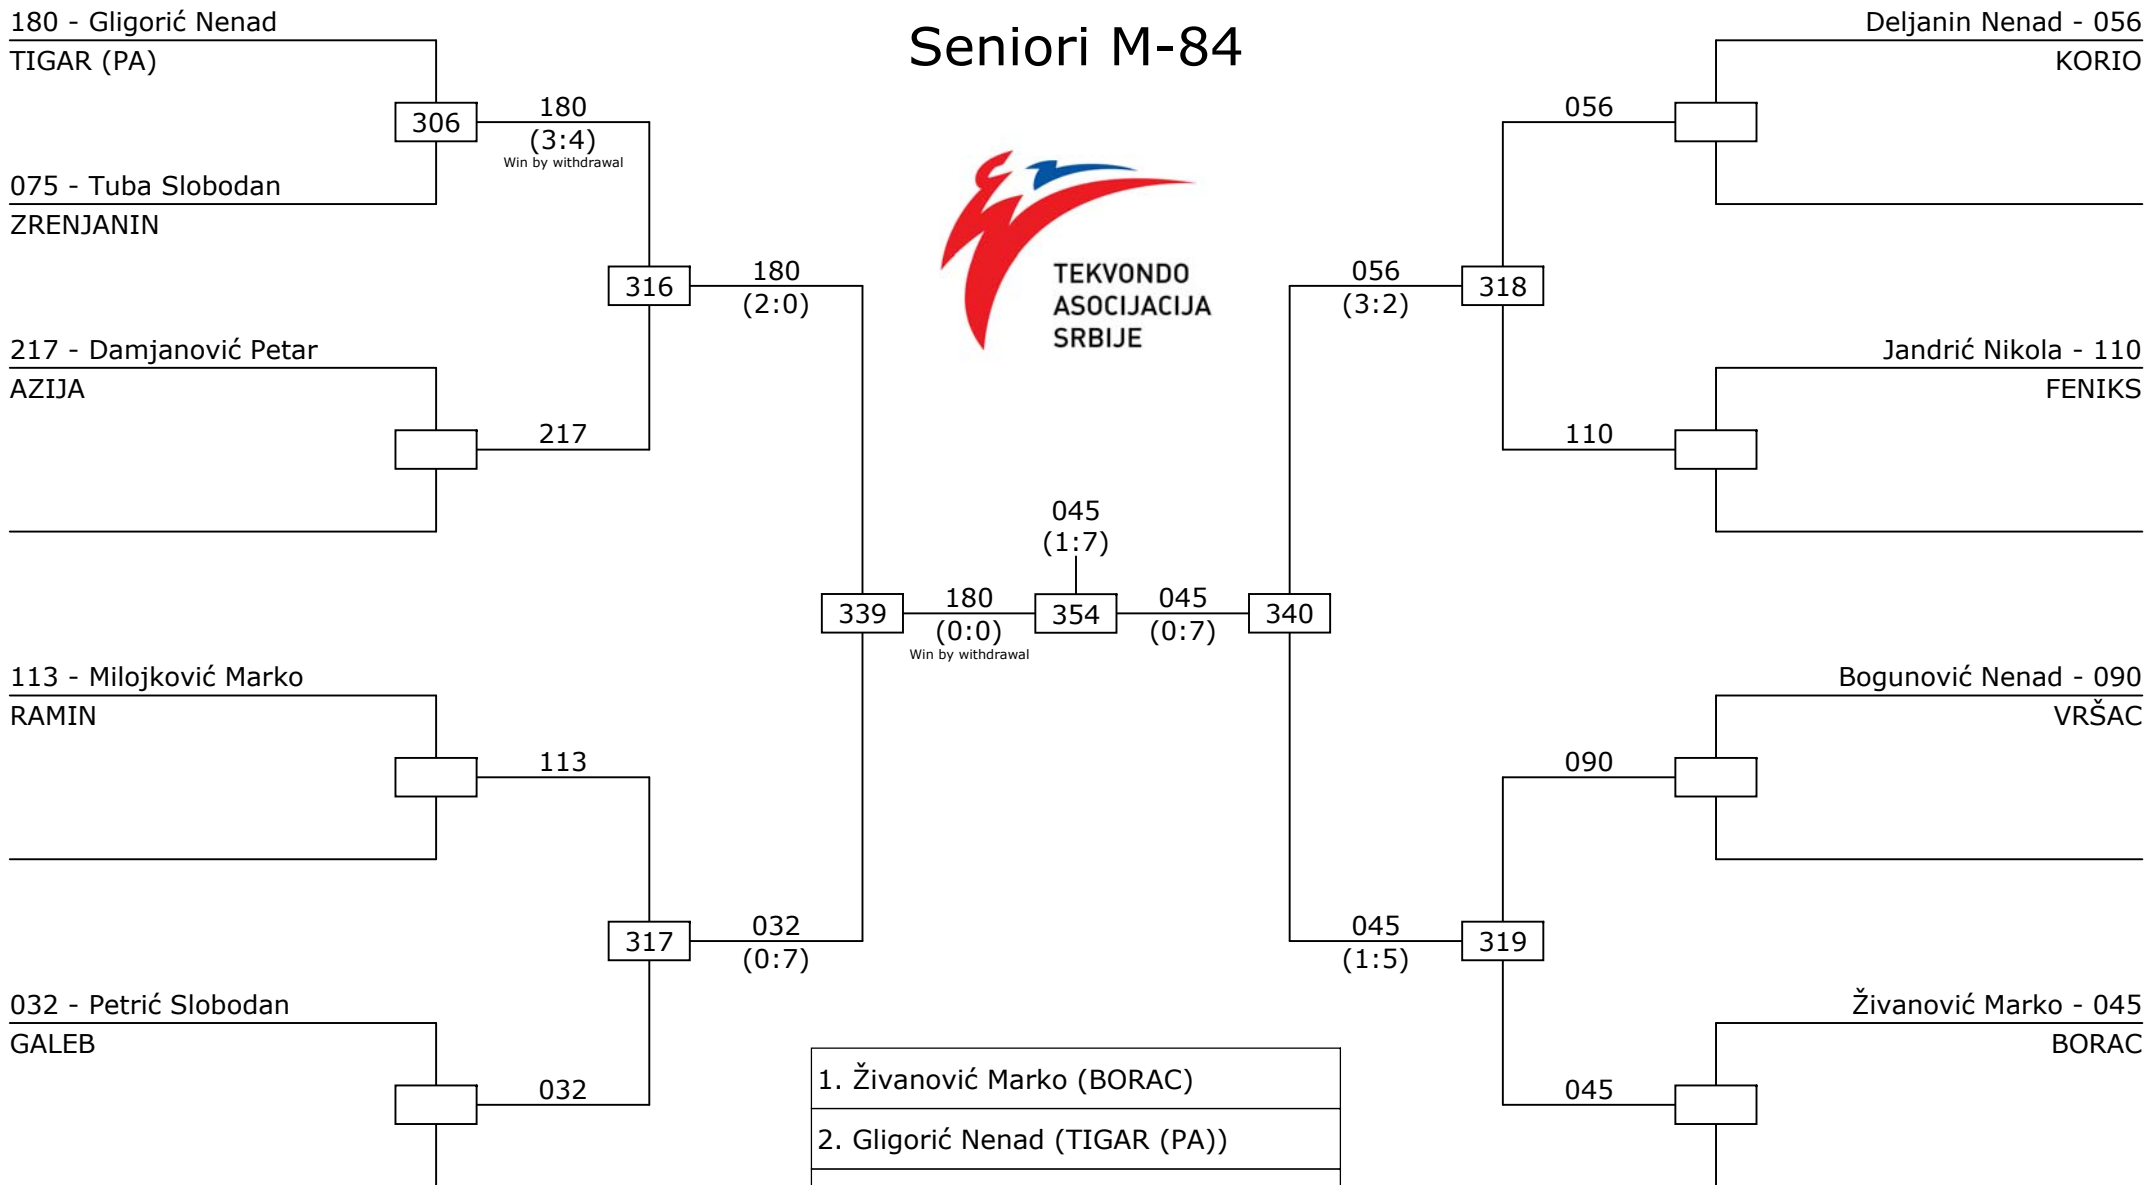 Seniori M-84
180 - Gligorić Nenad
TIGAR (PA)
306
180
(3:4)
Win by withdrawal
075 - Tuba Slobodan
ZRENJANIN
316
180
(2:0)
217 - Damjanović Petar
AZIJA
217
339
180
(0:0)
Win by withdrawal
113 - Milojković Marko
RAMIN
113
317
032
(0:7)
032 - Petrić Slobodan
GALEB
032
TEKVONDO
ASOCIJACIJA
SRBIJE
045
(1:7)
354
045
(0:7)
340
Deljanin Nenad - 056
KORIO
056
056
(3:2)
318
Jandrić Nikola - 110
FENIKS
110
Bogunović Nenad - 090
VRŠAC
090
045
(1:5)
319
Živanović Marko - 045
BORAC
045
1. Živanović Marko (BORAC)
2. Gligorić Nenad (TIGAR (PA))